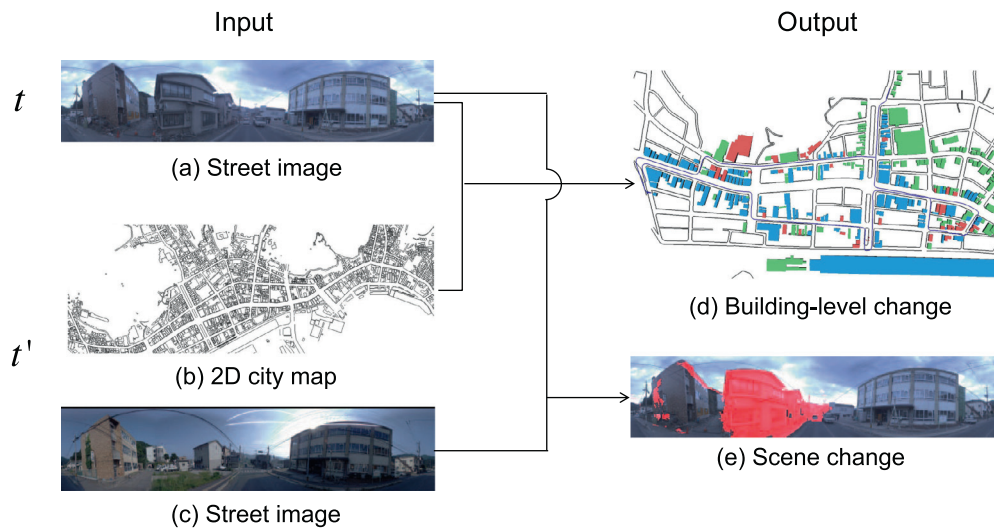 Input
Output
t
(a) Street image
(b) 2D city map
t'
(c) Street image
(d) Building-level change
(e) Scene change